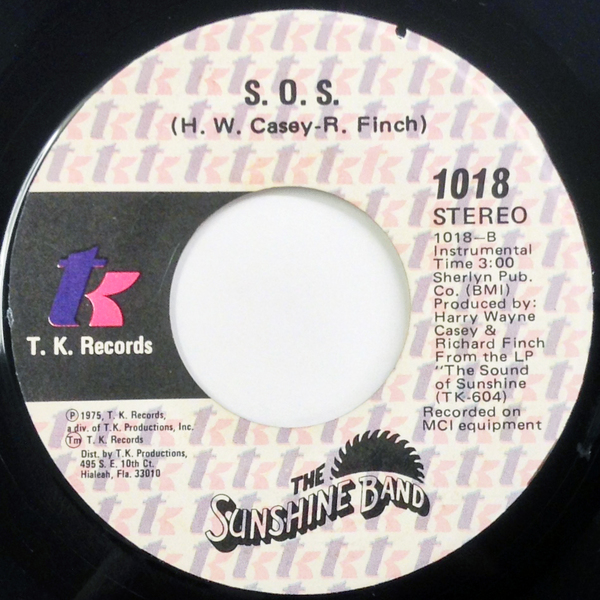 S. O. S.
(H. W. Casey-R. Finch)
1018
STEREO
1018-B
Instrumental
Time 3:00
Sherlyn Pub.
Co. (BMI)
Produced by:
Harry Wayne
Casey &
Richard Finch
From the LP
"The Sound
of Sunshine
(TK-604)
Recorded on
MCI equipment
tk
T. K. Records
Ⓟ1975, T. K. Records,
a div. of T. K. Productions, Inc.
Tm T. K. Records
Dist. by T.K. Productions,
495 S. E. 10th Ct.
Hialeah, Fla. 33010
THE
SUNSHINE BAND